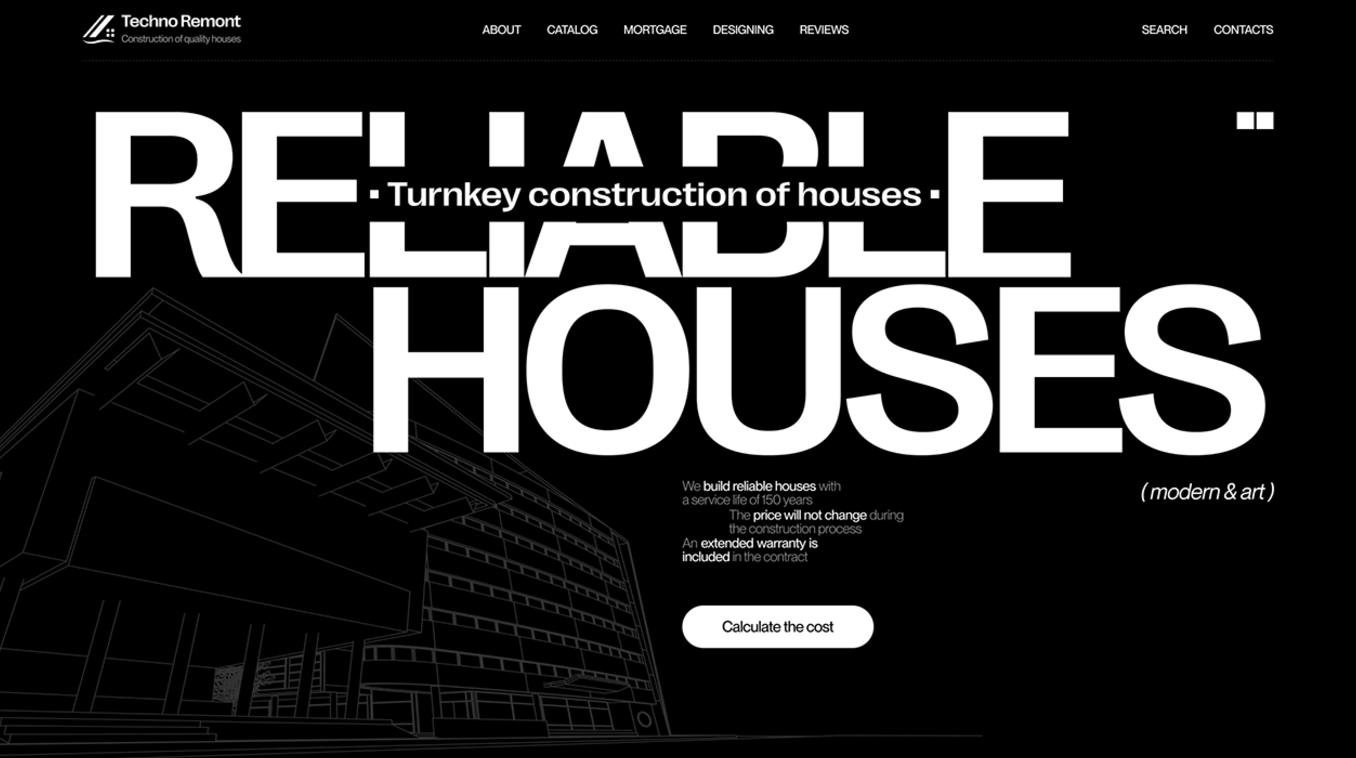 Techno Remont
Construction of quality houses
ABOUT CATALOG MORTGAGE DESIGNING REVIEWS
SEARCH CONTACTS
RELIABLE
· Turnkey construction of houses ·
HOUSES
We build reliable houses with
a service life of 150 years
The price will not change during
the construction process
An extended warranty is
included in the contract
( modern & art )
Calculate the cost